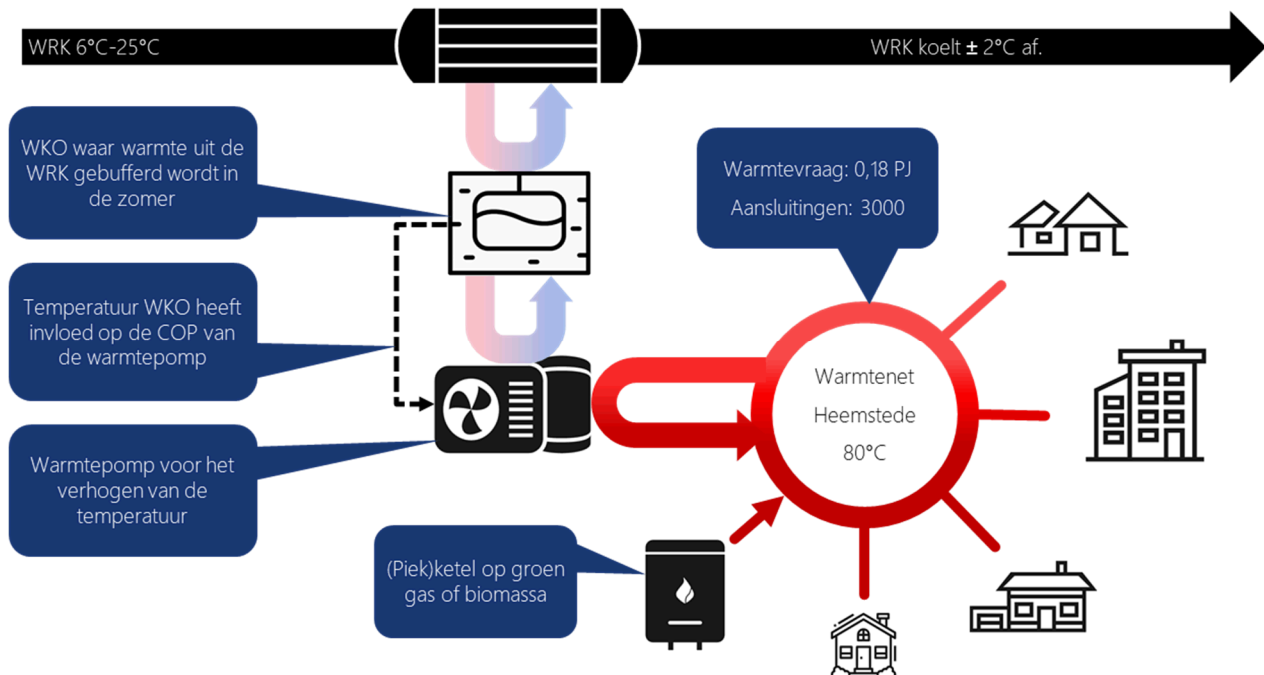 WRK 6°C-25°C
WRK koelt ± 2°C af.
WKO waar warmte uit de
WRK gebufferd wordt in
de zomer
Temperatuur WKO heeft
invloed op de COP van
de warmtepomp
Warmtepomp voor het
verhogen van de
temperatuur
(Piek)ketel op groen
gas of biomassa
Warmtevraag: 0,18 PJ
Aansluitingen: 3000
Warmtenet
Heemstede
80°C